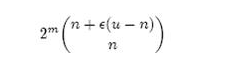 2^m \binom{n + \epsilon(u - n)}{n}